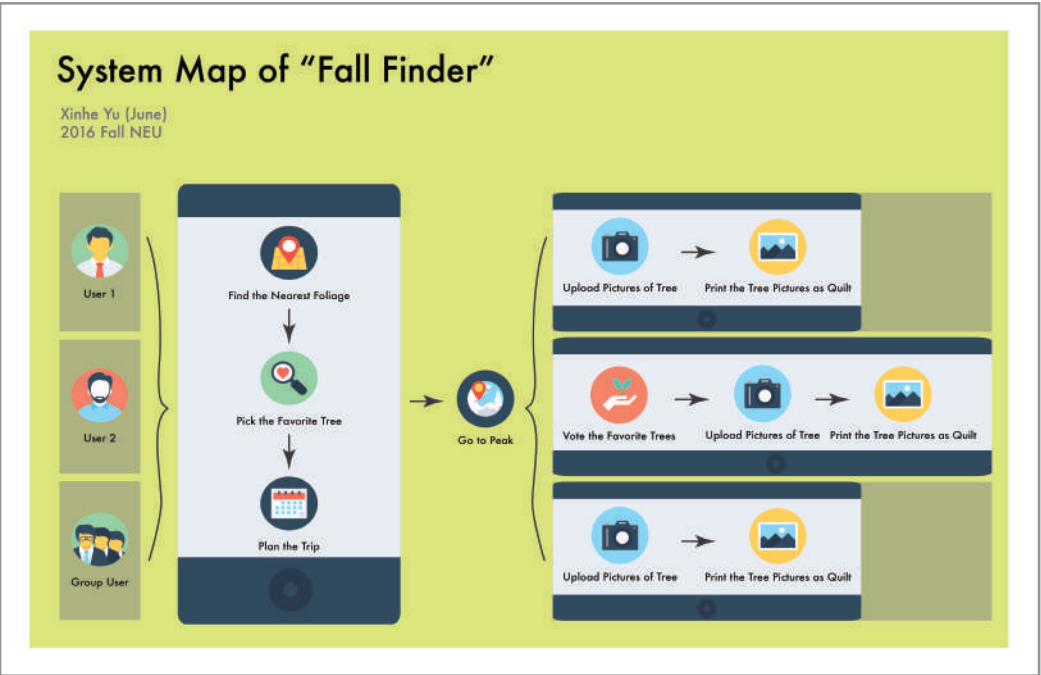 System Map of “Fall Finder”
Xinhe Yu (June)
2016 Fall NEU
User 1
User 2
Group User
Find the Nearest Foliage
Pick the Favorite Tree
Plan the Trip
Go to Peak
Upload Pictures of Tree
Print the Tree Pictures as Quilt
Vote the Favorite Trees
Upload Pictures of Tree
Print the Tree Pictures as Quilt
Upload Pictures of Tree
Print the Tree Pictures as Quilt